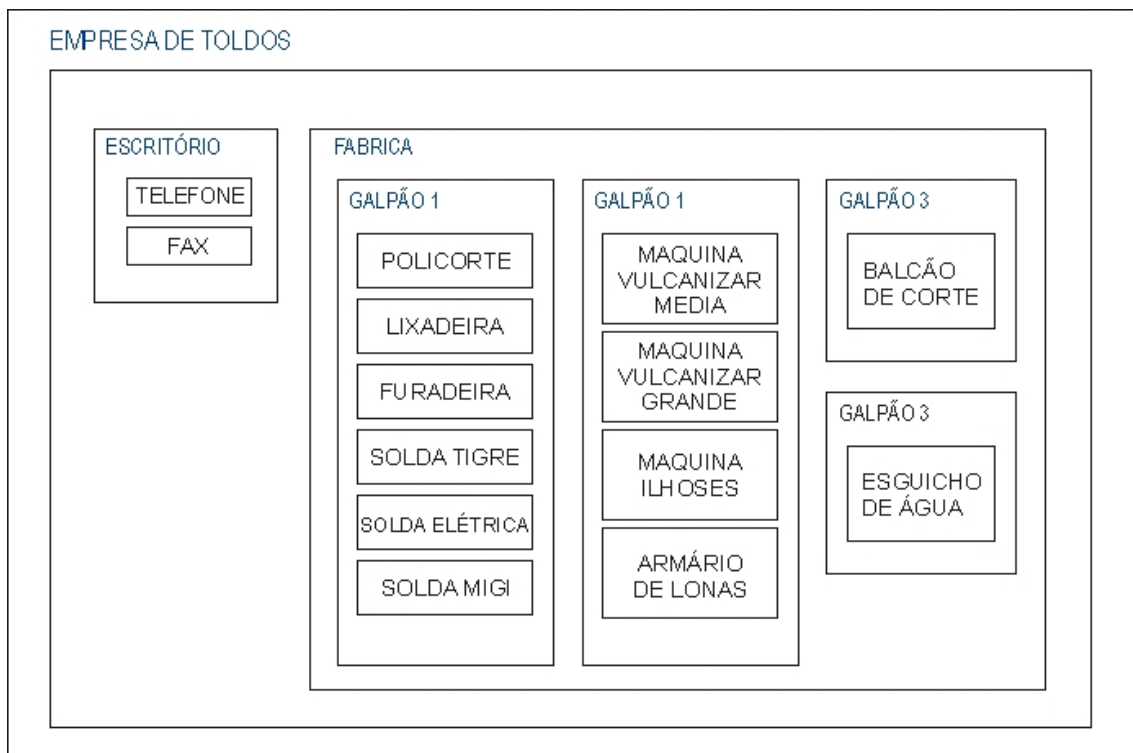 EMPRESA DE TOLDOS
ESCRITÓRIO
TELEFONE
FAX
FABRICA
GALPÃO 1
POLICORTE
LIXADEIRA
FURADEIRA
SOLDA TIGRE
SOLDA ELÉTRICA
SOLDA MIGI
GALPÃO 1
MAQUINA
VULCANIZAR
MEDIA
MAQUINA
VULCANIZAR
GRANDE
MAQUINA
ILHOSES
ARMÁRIO
DE LONAS
GALPÃO 3
BALCÃO
DE CORTE
GALPÃO 3
ESGUICHO
DE ÁGUA